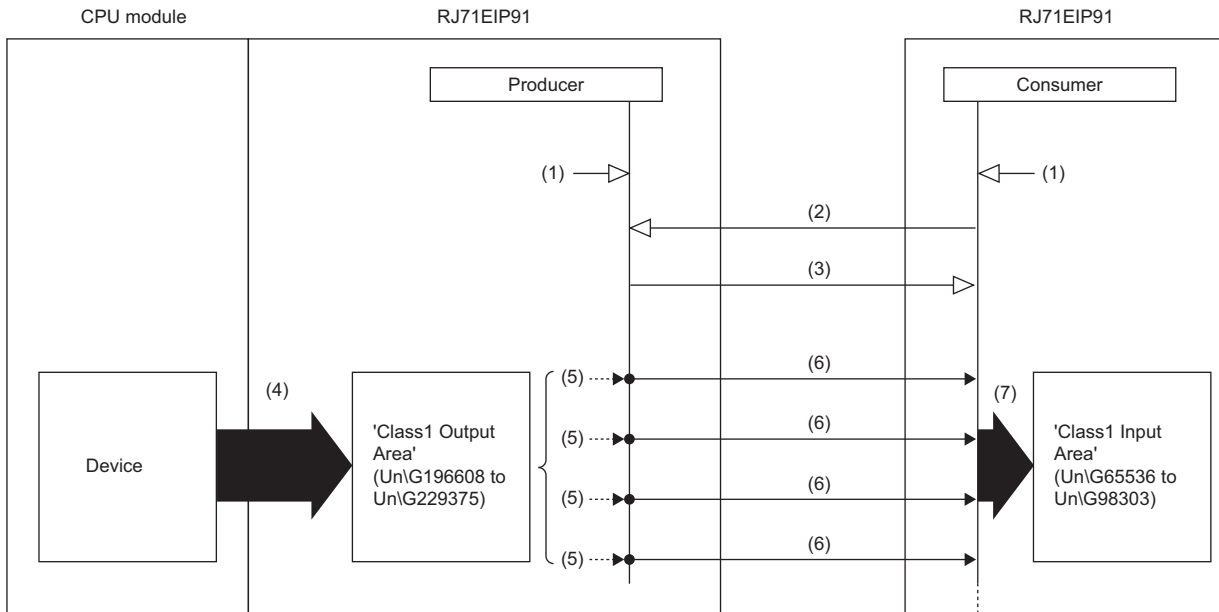 CPU module
RJ71EIP91
RJ71EIP91
Producer
Consumer
(1)
(1)
(2)
(3)
(4)
(5)
(6)
(7)
Device
'Class1 Output
Area'
(Un\G196608 to
Un\G229375)
(5)
(6)
(5)
(6)
(5)
(6)
'Class1 Input
Area'
(Un\G65536 to
Un\G98303)